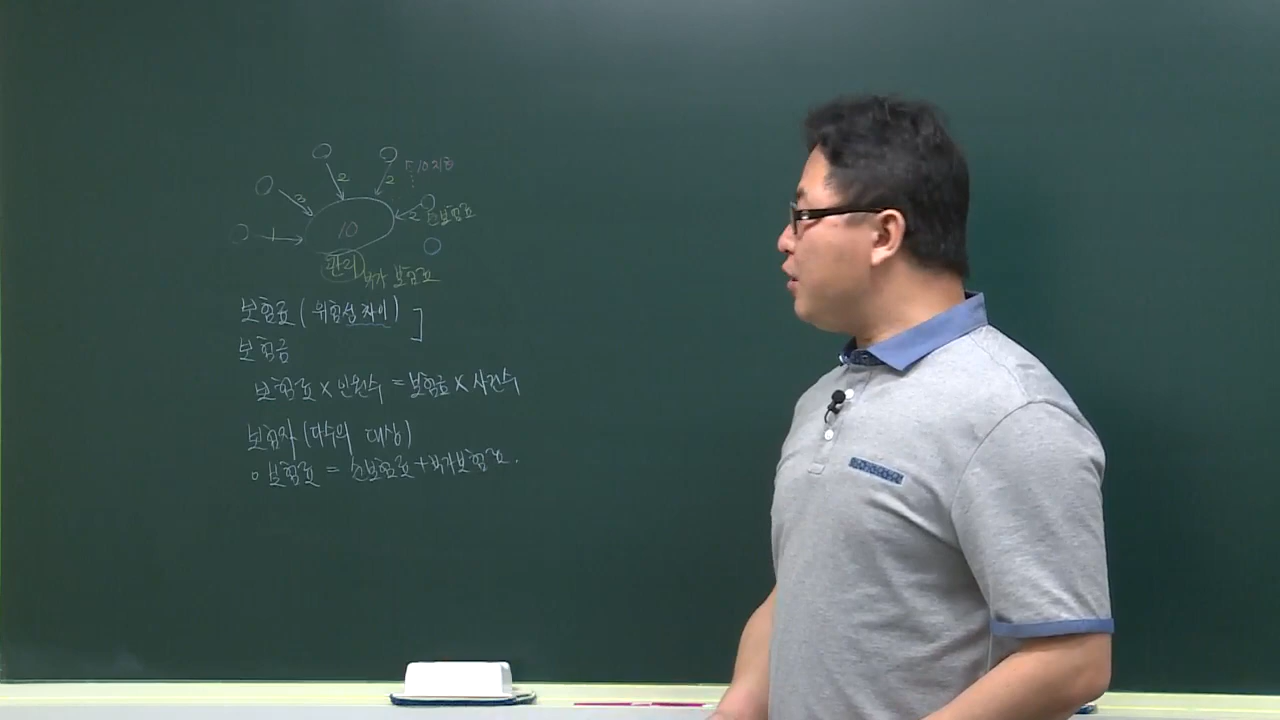 10지급
3 2 2
1 10 2 순보험료
관리 부가 보험료
보험료 (위험성 차이) ]
보험금
보험료 × 인원수 = 보험금 × 사건수
보험자 (다수의 대상)
보험료 = 순보험료 + 부가보험료.